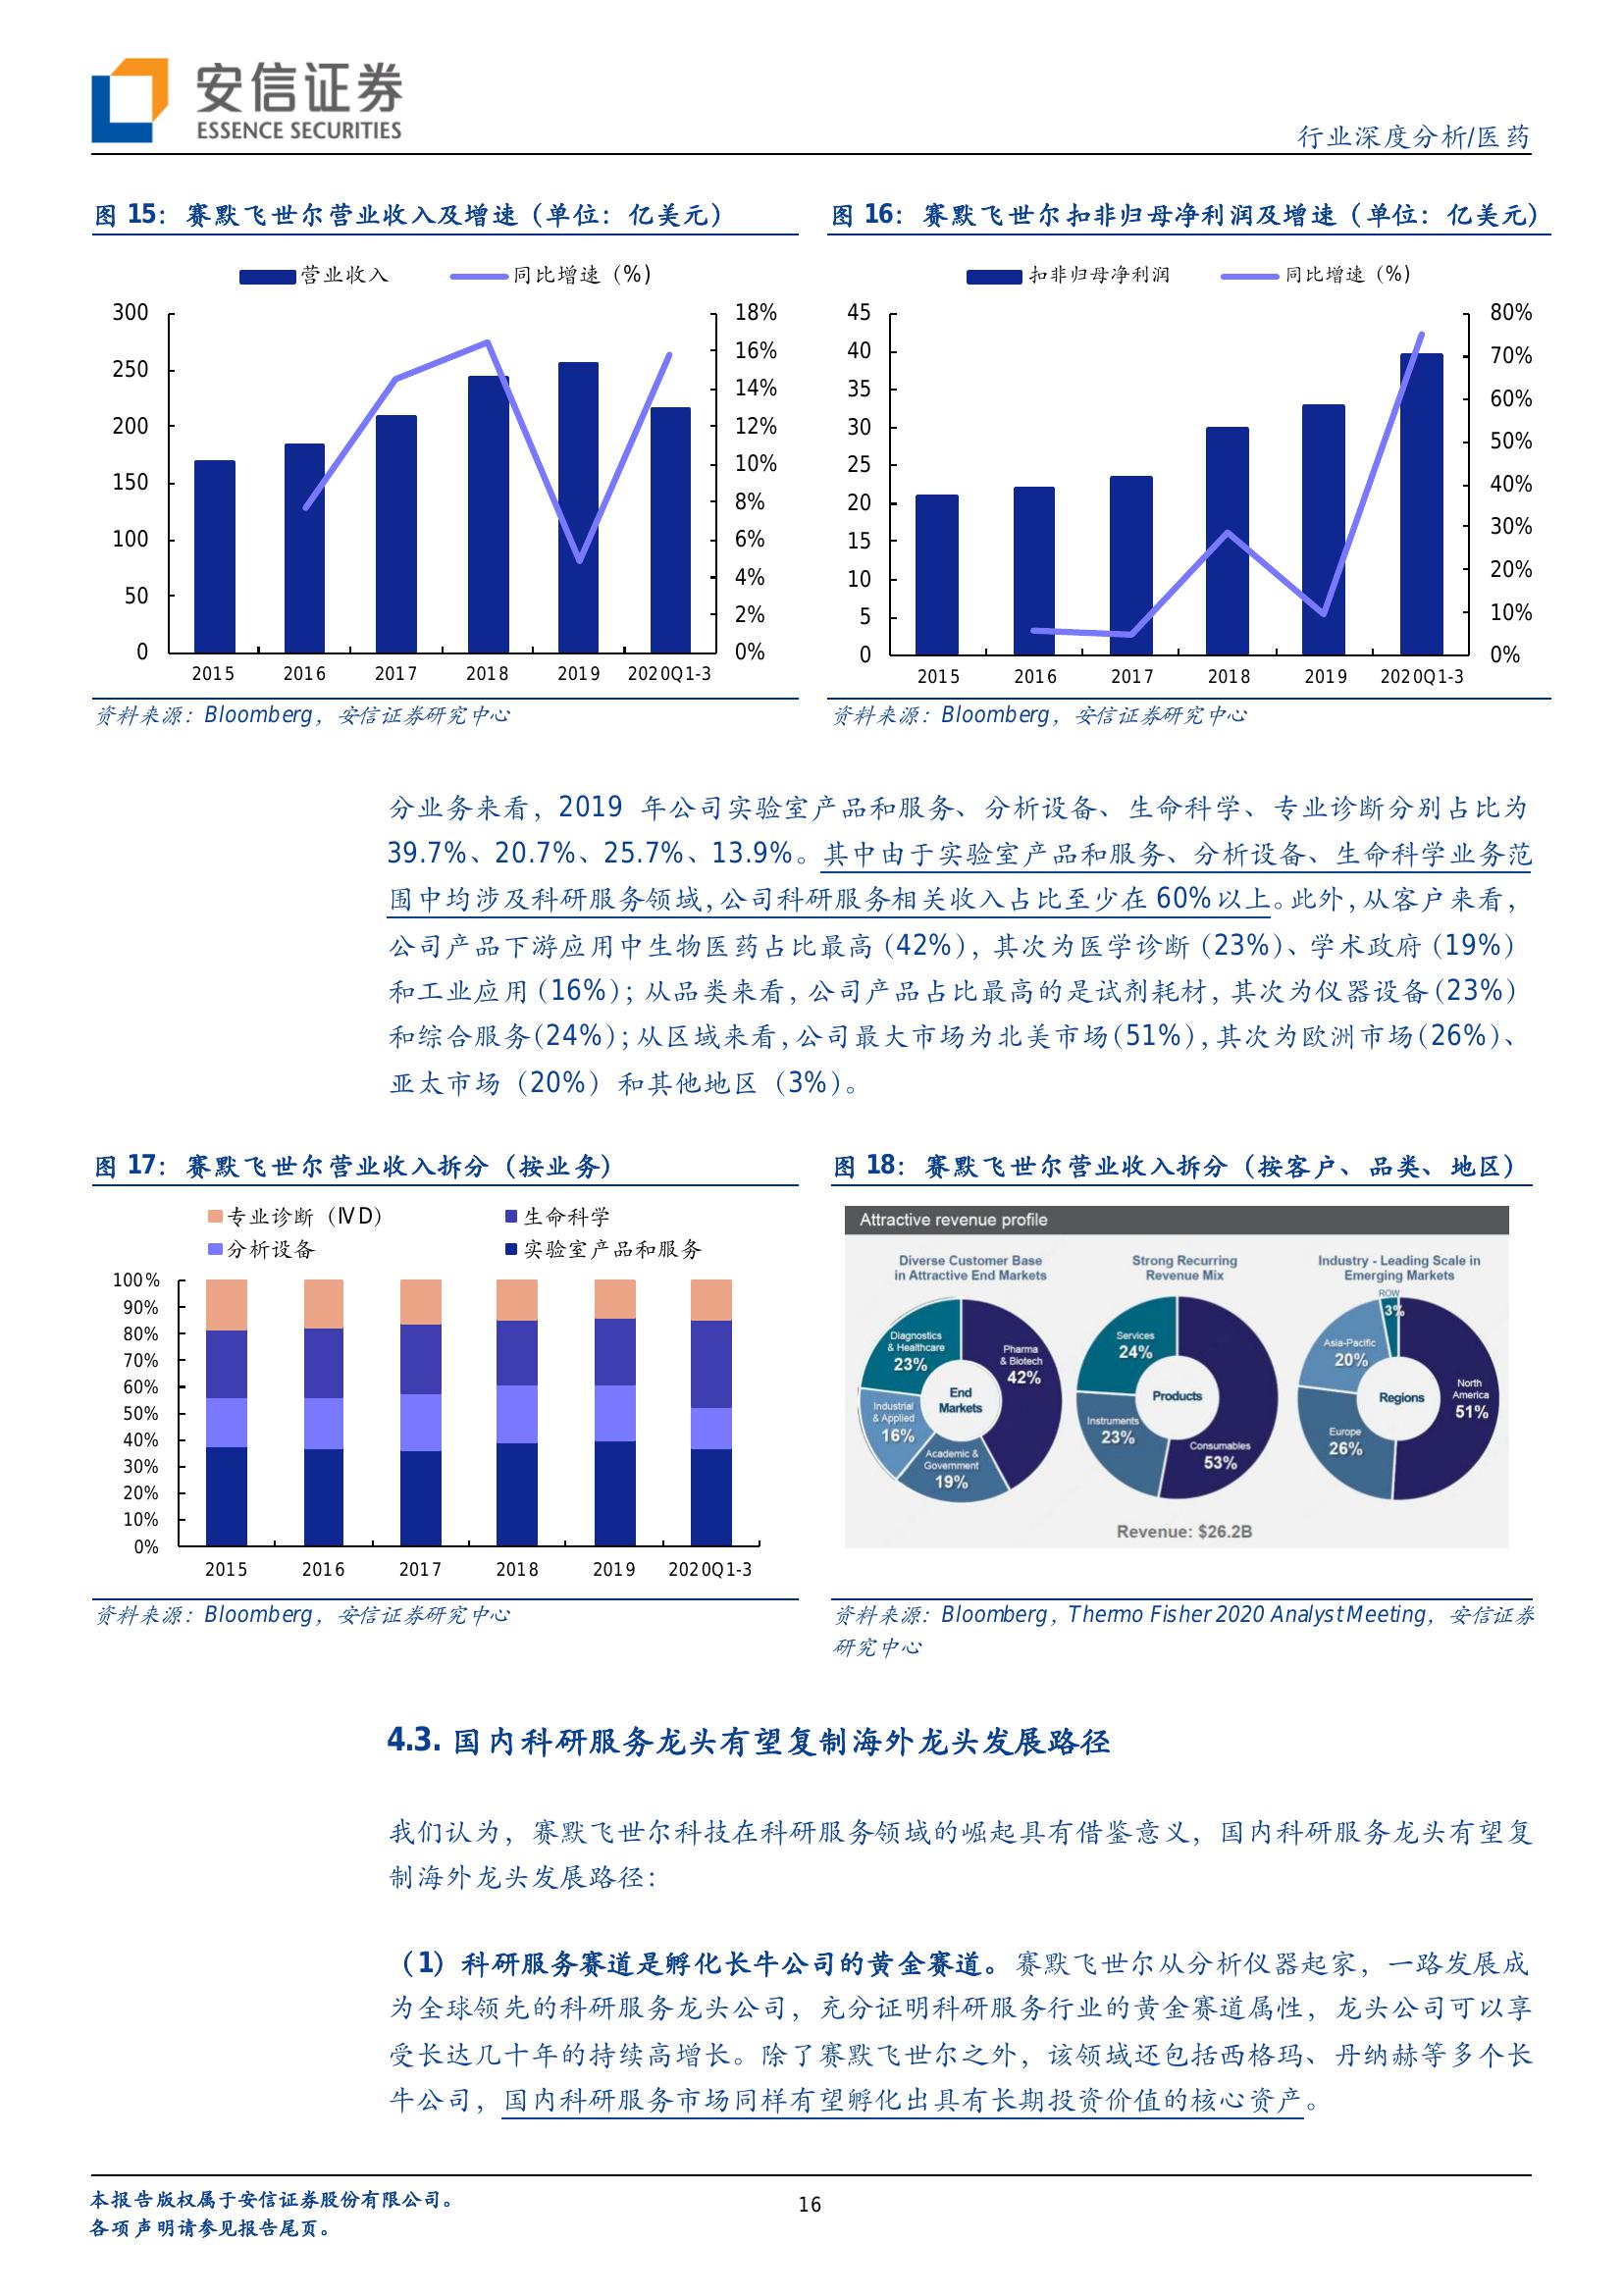 安信证券
ESSENCE SECURITIES
行业深度分析/医药
图 15：赛默飞世尔营业收入及增速（单位：亿美元）
营业收入
同比增速（%）
300
250
200
150
100
50
0
18%
16%
14%
12%
10%
8%
6%
4%
2%
0%
2015 2016 2017 2018 2019 2020Q1-3
资料来源：Bloomberg，安信证券研究中心
图 16：赛默飞世尔扣非归母净利润及增速（单位：亿美元）
扣非归母净利润
同比增速（%）
45
40
35
30
25
20
15
10
5
0
80%
70%
60%
50%
40%
30%
20%
10%
0%
2015 2016 2017 2018 2019 2020Q1-3
资料来源：Bloomberg，安信证券研究中心
分业务来看，2019 年公司实验室产品和服务、分析设备、生命科学、专业诊断分别占比为
39.7%、20.7%、25.7%、13.9%。其中由于实验室产品和服务、分析设备、生命科学业务范
围中均涉及科研服务领域，公司科研服务相关收入占比至少在 60%以上。此外，从客户来看，
公司产品下游应用中生物医药占比最高（42%），其次为医学诊断（23%）、学术政府（19%）
和工业应用（16%）；从品类来看，公司产品占比最高的是试剂耗材，其次为仪器设备（23%）
和综合服务（24%）；从区域来看，公司最大市场为北美市场（51%），其次为欧洲市场（26%）、
亚太市场（20%）和其他地区（3%）。
图 17：赛默飞世尔营业收入拆分（按业务）
专业诊断（IVD）
生命科学
分析设备
实验室产品和服务
100%
90%
80%
70%
60%
50%
40%
30%
20%
10%
0%
2015 2016 2017 2018 2019 2020Q1-3
资料来源：Bloomberg，安信证券研究中心
图 18：赛默飞世尔营业收入拆分（按客户、品类、地区）
Attractive revenue profile
Diverse Customer Base
in Attractive End Markets
Diagnostics
& Healthcare
23%
Pharma
& Biotech
42%
End
Markets
Industrial
& Applied
16%
Academic &
Government
19%
Strong Recurring
Revenue Mix
Services
24%
Products
Instruments
23%
Consumables
53%
Industry - Leading Scale in
Emerging Markets
ROW
3%
Asia-Pacific
20%
North
America
51%
Regions
Europe
26%
Revenue: $26.2B
资料来源：Bloomberg，Thermo Fisher 2020 Analyst Meeting，安信证券
研究中心
4.3. 国内科研服务龙头有望复制海外龙头发展路径
我们认为，赛默飞世尔科技在科研服务领域的崛起具有借鉴意义，国内科研服务龙头有望复
制海外龙头发展路径：
（1）科研服务赛道是孵化长牛公司的黄金赛道。赛默飞世尔从分析仪器起家，一路发展成
为全球领先的科研服务龙头公司，充分证明科研服务行业的黄金赛道属性，龙头公司可以享
受长达几十年的持续高增长。除了赛默飞世尔之外，该领域还包括西格玛、丹纳赫等多个长
牛公司，国内科研服务市场同样有望孵化出具有长期投资价值的核心资产。
本报告版权属于安信证券股份有限公司。
各项声明请参见报告尾页。
16